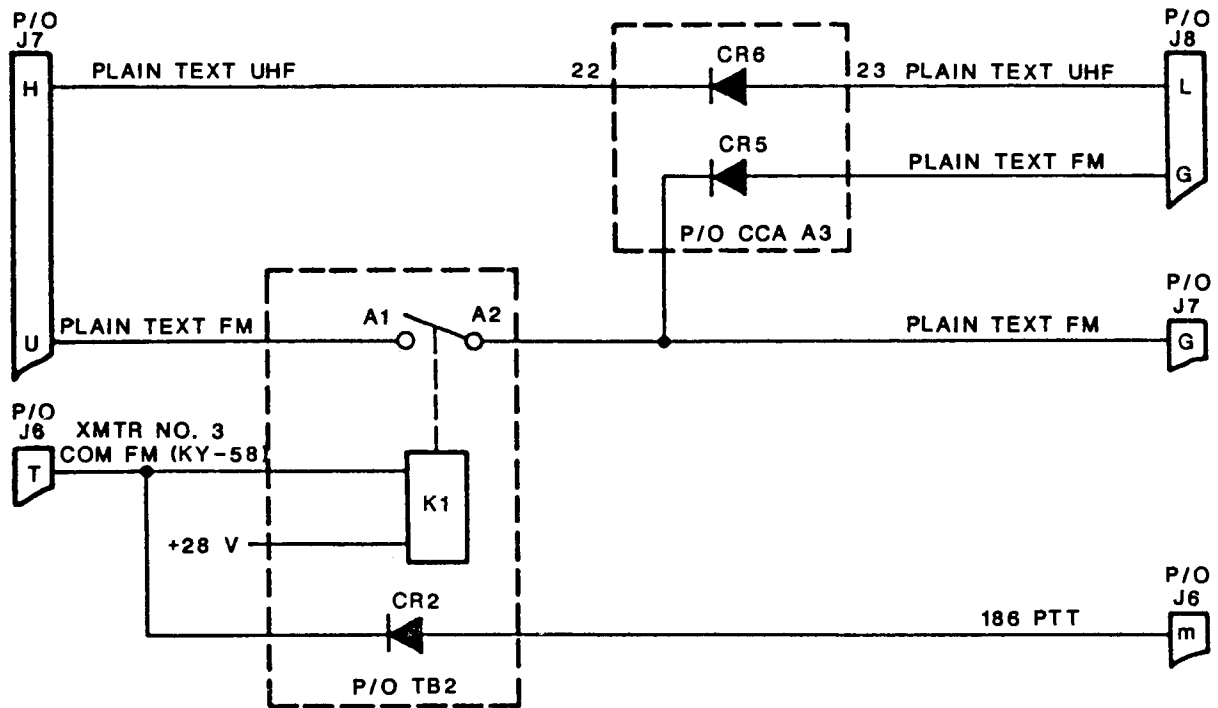 P/O
J7
H
PLAIN TEXT UHF
22
CR6
23
PLAIN TEXT UHF
P/O
J8
L
CR5
PLAIN TEXT FM
G
P/O CCA A3
U
PLAIN TEXT FM
A1
A2
PLAIN TEXT FM
P/O
J7
G
P/O
J6
T
XMTR NO. 3
COM FM (KY-58)
K1
+28 V
CR2
186 PTT
P/O
J6
m
P/O TB2